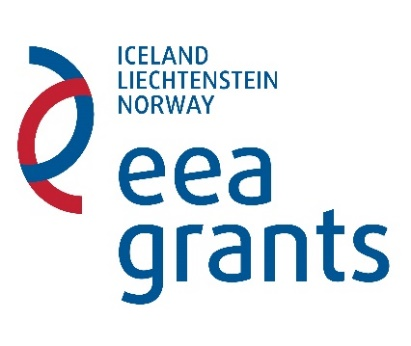 ICELAND
LIECHTENSTEIN
NORWAY
eea
grants